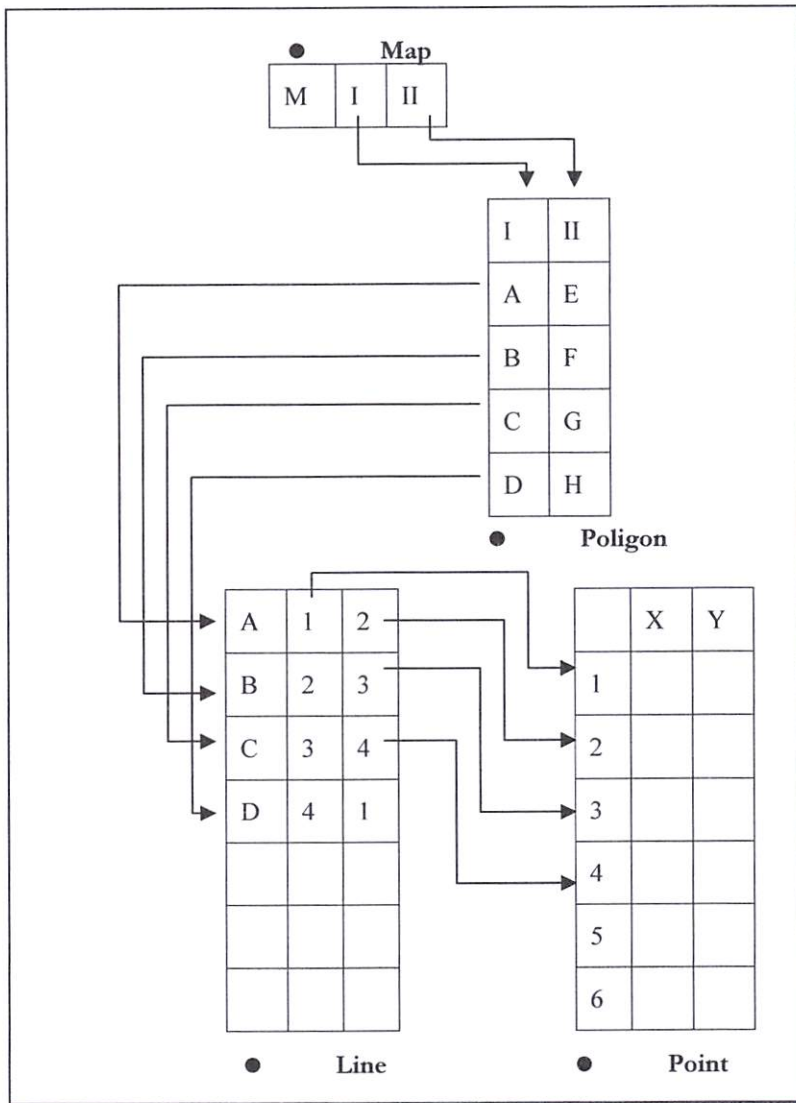 ● Map
M I II
I II
A E
B F
C G
D H
● Poligon
A 1 2
B 2 3
C 3 4
D 4 1
● Line
X Y
1
2
3
4
5
6
● Point